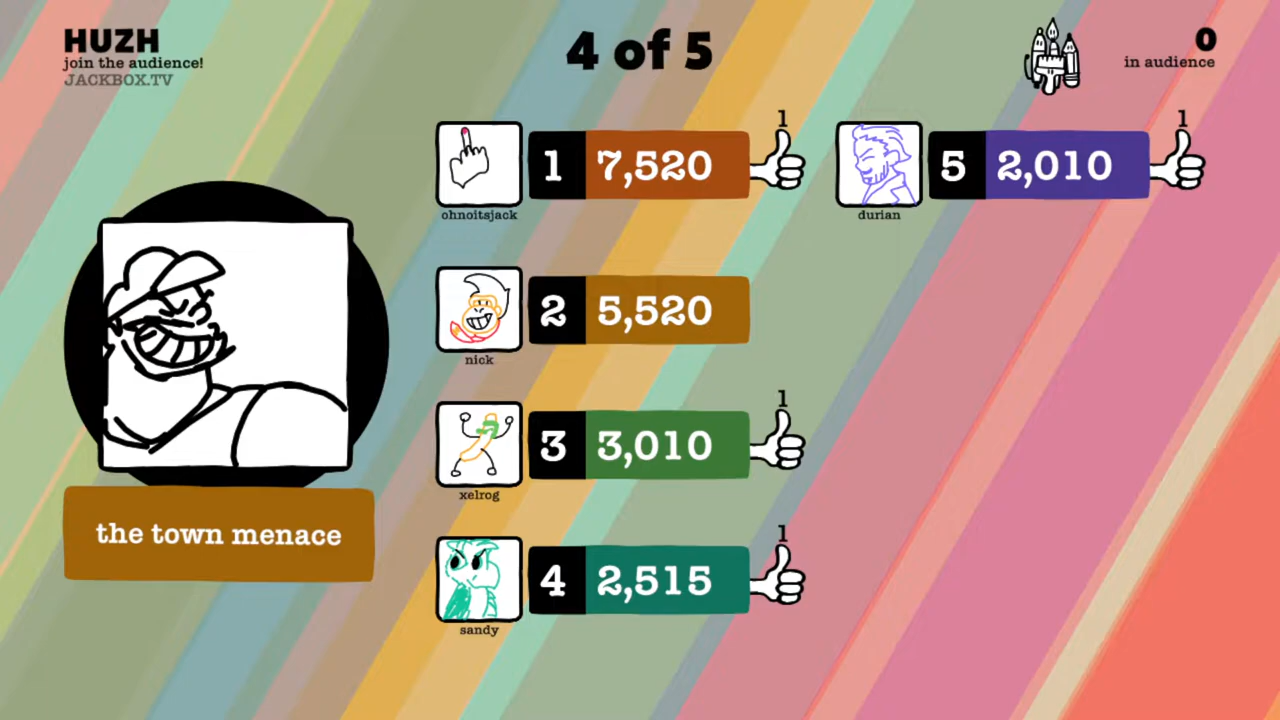 HUZH
join the audience!
JACKBOX.TV
4 of 5
0
in audience
the town menace
1 7,520
1
ohnoitsjack
2 5,520
nick
3 3,010
1
xelrog
4 2,515
1
sandy
5 2,010
1
durian